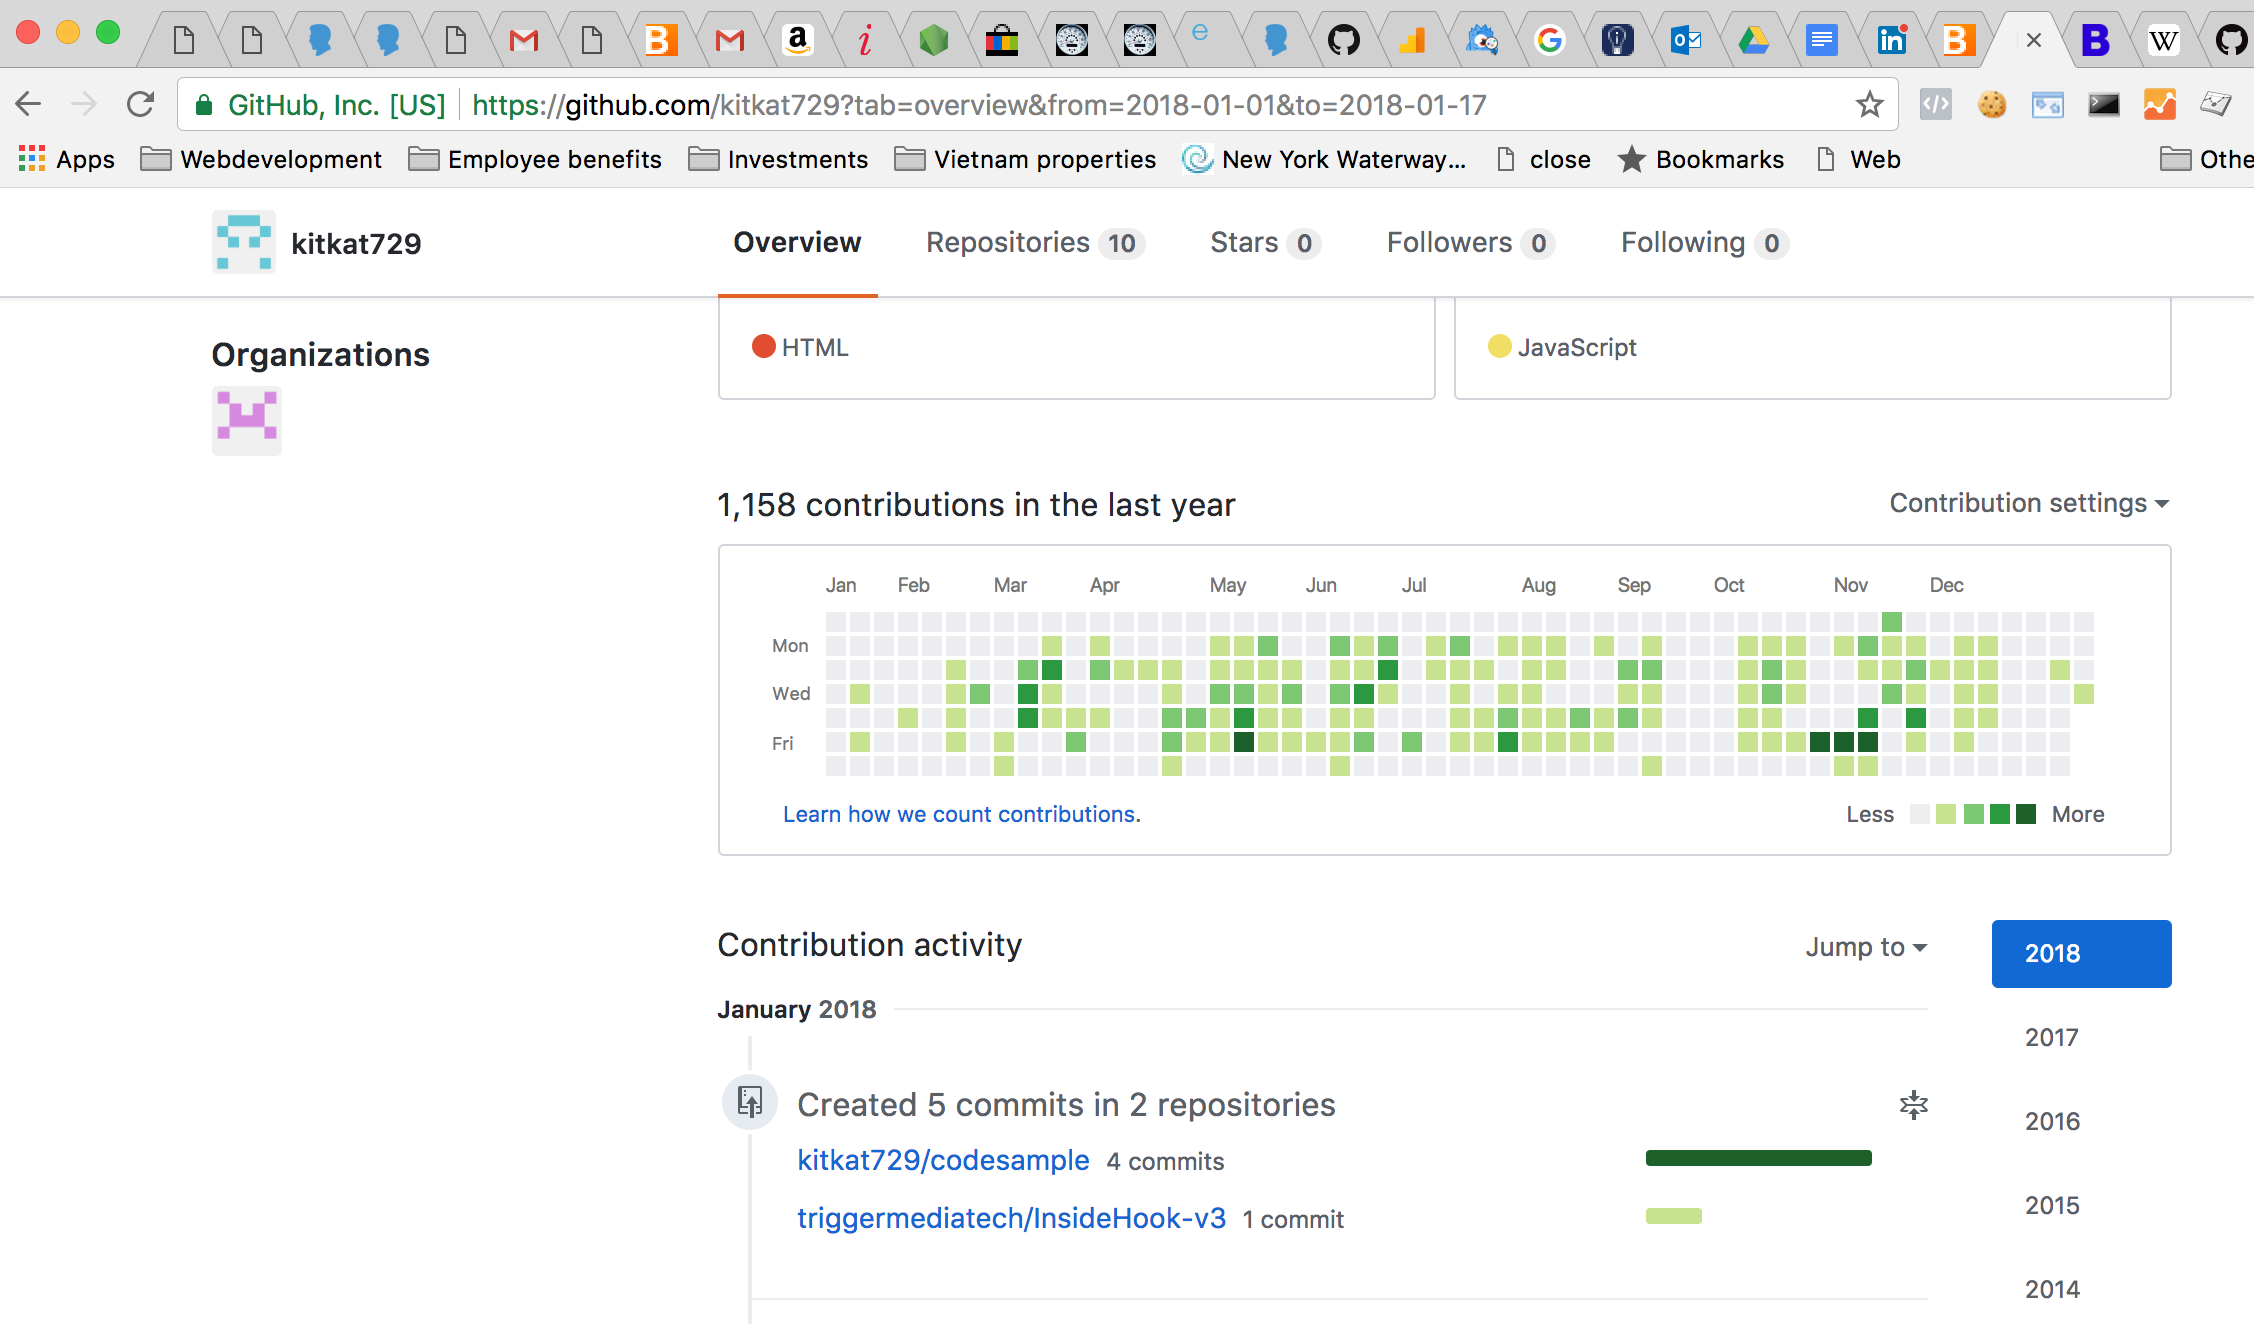 GitHub, Inc. [US] https://github.com/kitkat729?tab=overview&from=2018-01-01&to=2018-01-17
Apps Webdevelopment Employee benefits Investments Vietnam properties New York Waterway... close Bookmarks Web Othe
kitkat729 Overview Repositories 10 Stars 0 Followers 0 Following 0
HTML JavaScript
Organizations
1,158 contributions in the last year Contribution settings
Jan Feb Mar Apr May Jun Jul Aug Sep Oct Nov Dec
Mon
Wed
Fri
Learn how we count contributions. Less More
Contribution activity Jump to 2018
January 2018
2017
Created 5 commits in 2 repositories
2016
kitkat729/codesample 4 commits
2015
triggermediatech/InsideHook-v3 1 commit
2014